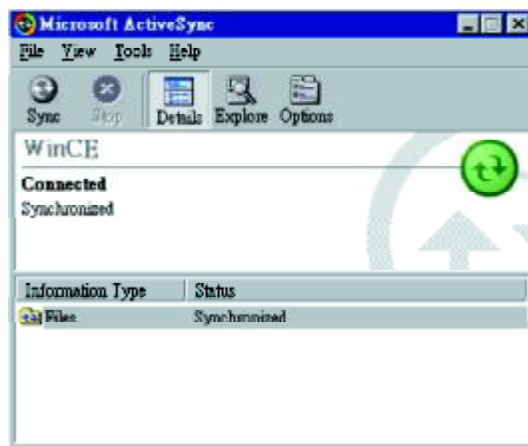 Microsoft ActiveSync
File View Tools Help
Sync Stop Details Explore Options
WinCE
Connected
Synchronized
Information Type Status
Files Synchronized